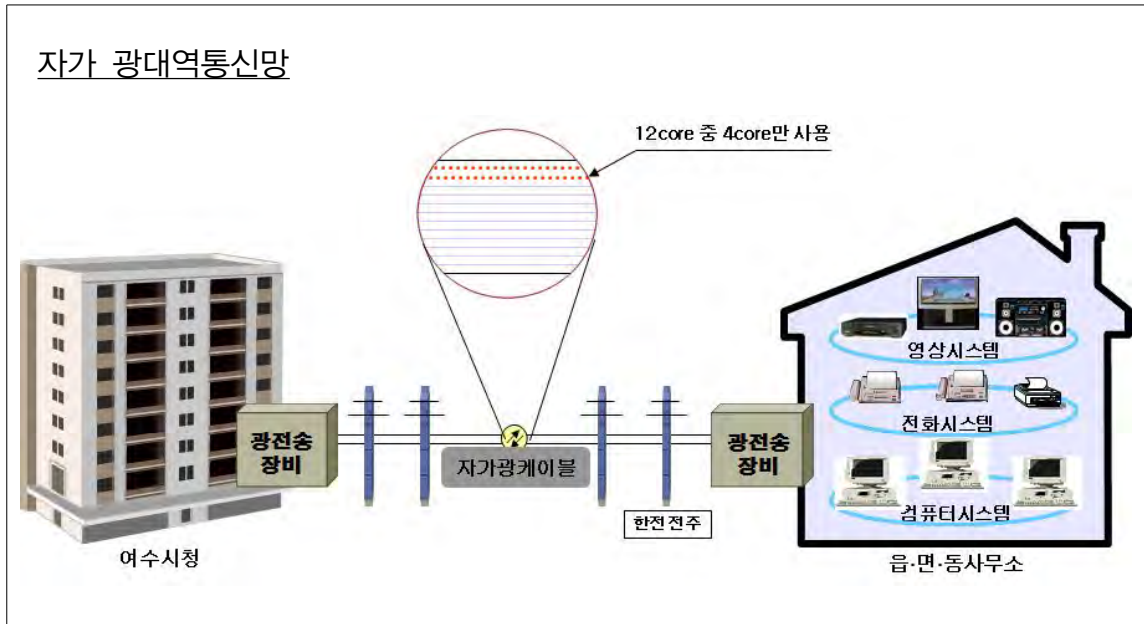 자가 광대역통신망
12core 중 4core만 사용
영상시스템
전화시스템
컴퓨터시스템
광전송
장비
자가광케이블
광전송
장비
한전 전주
여수시청
읍·면·동사무소